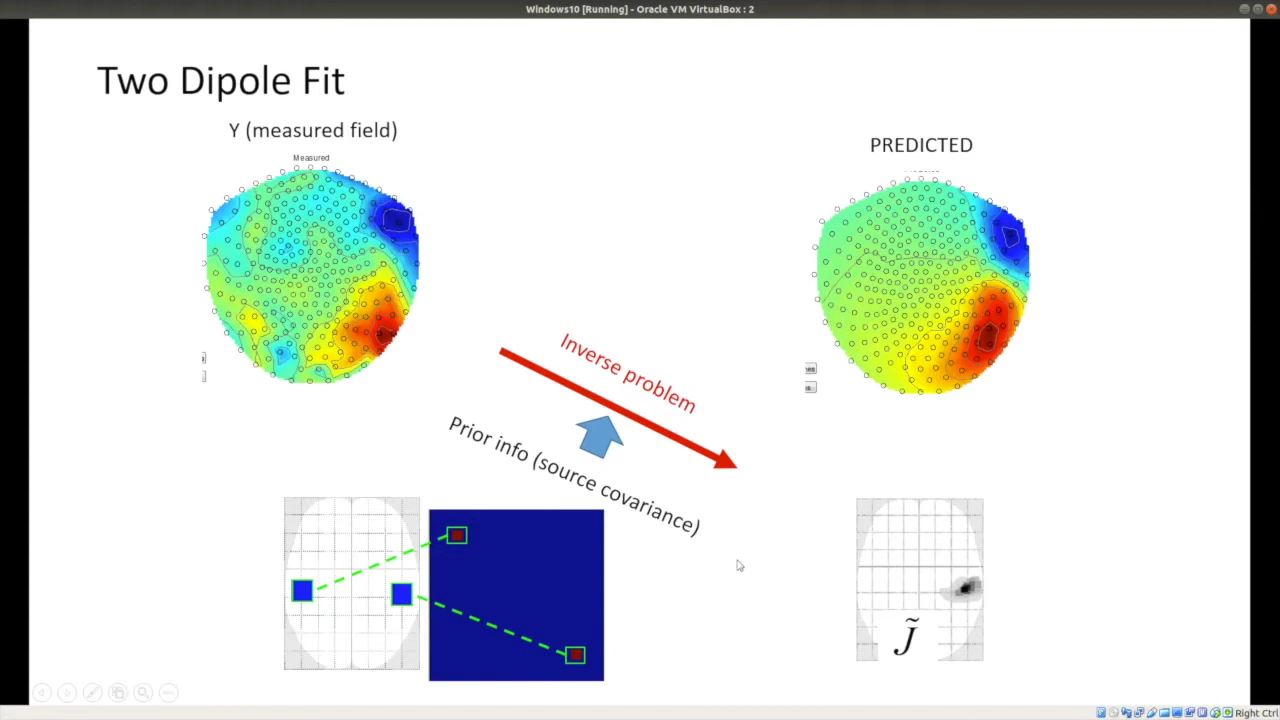 Windows10 [Running] - Oracle VM VirtualBox : 2
Two Dipole Fit
Y (measured field)
PREDICTED
Measured
Inverse problem
Prior info (source covariance)
J̃
Right Ctrl